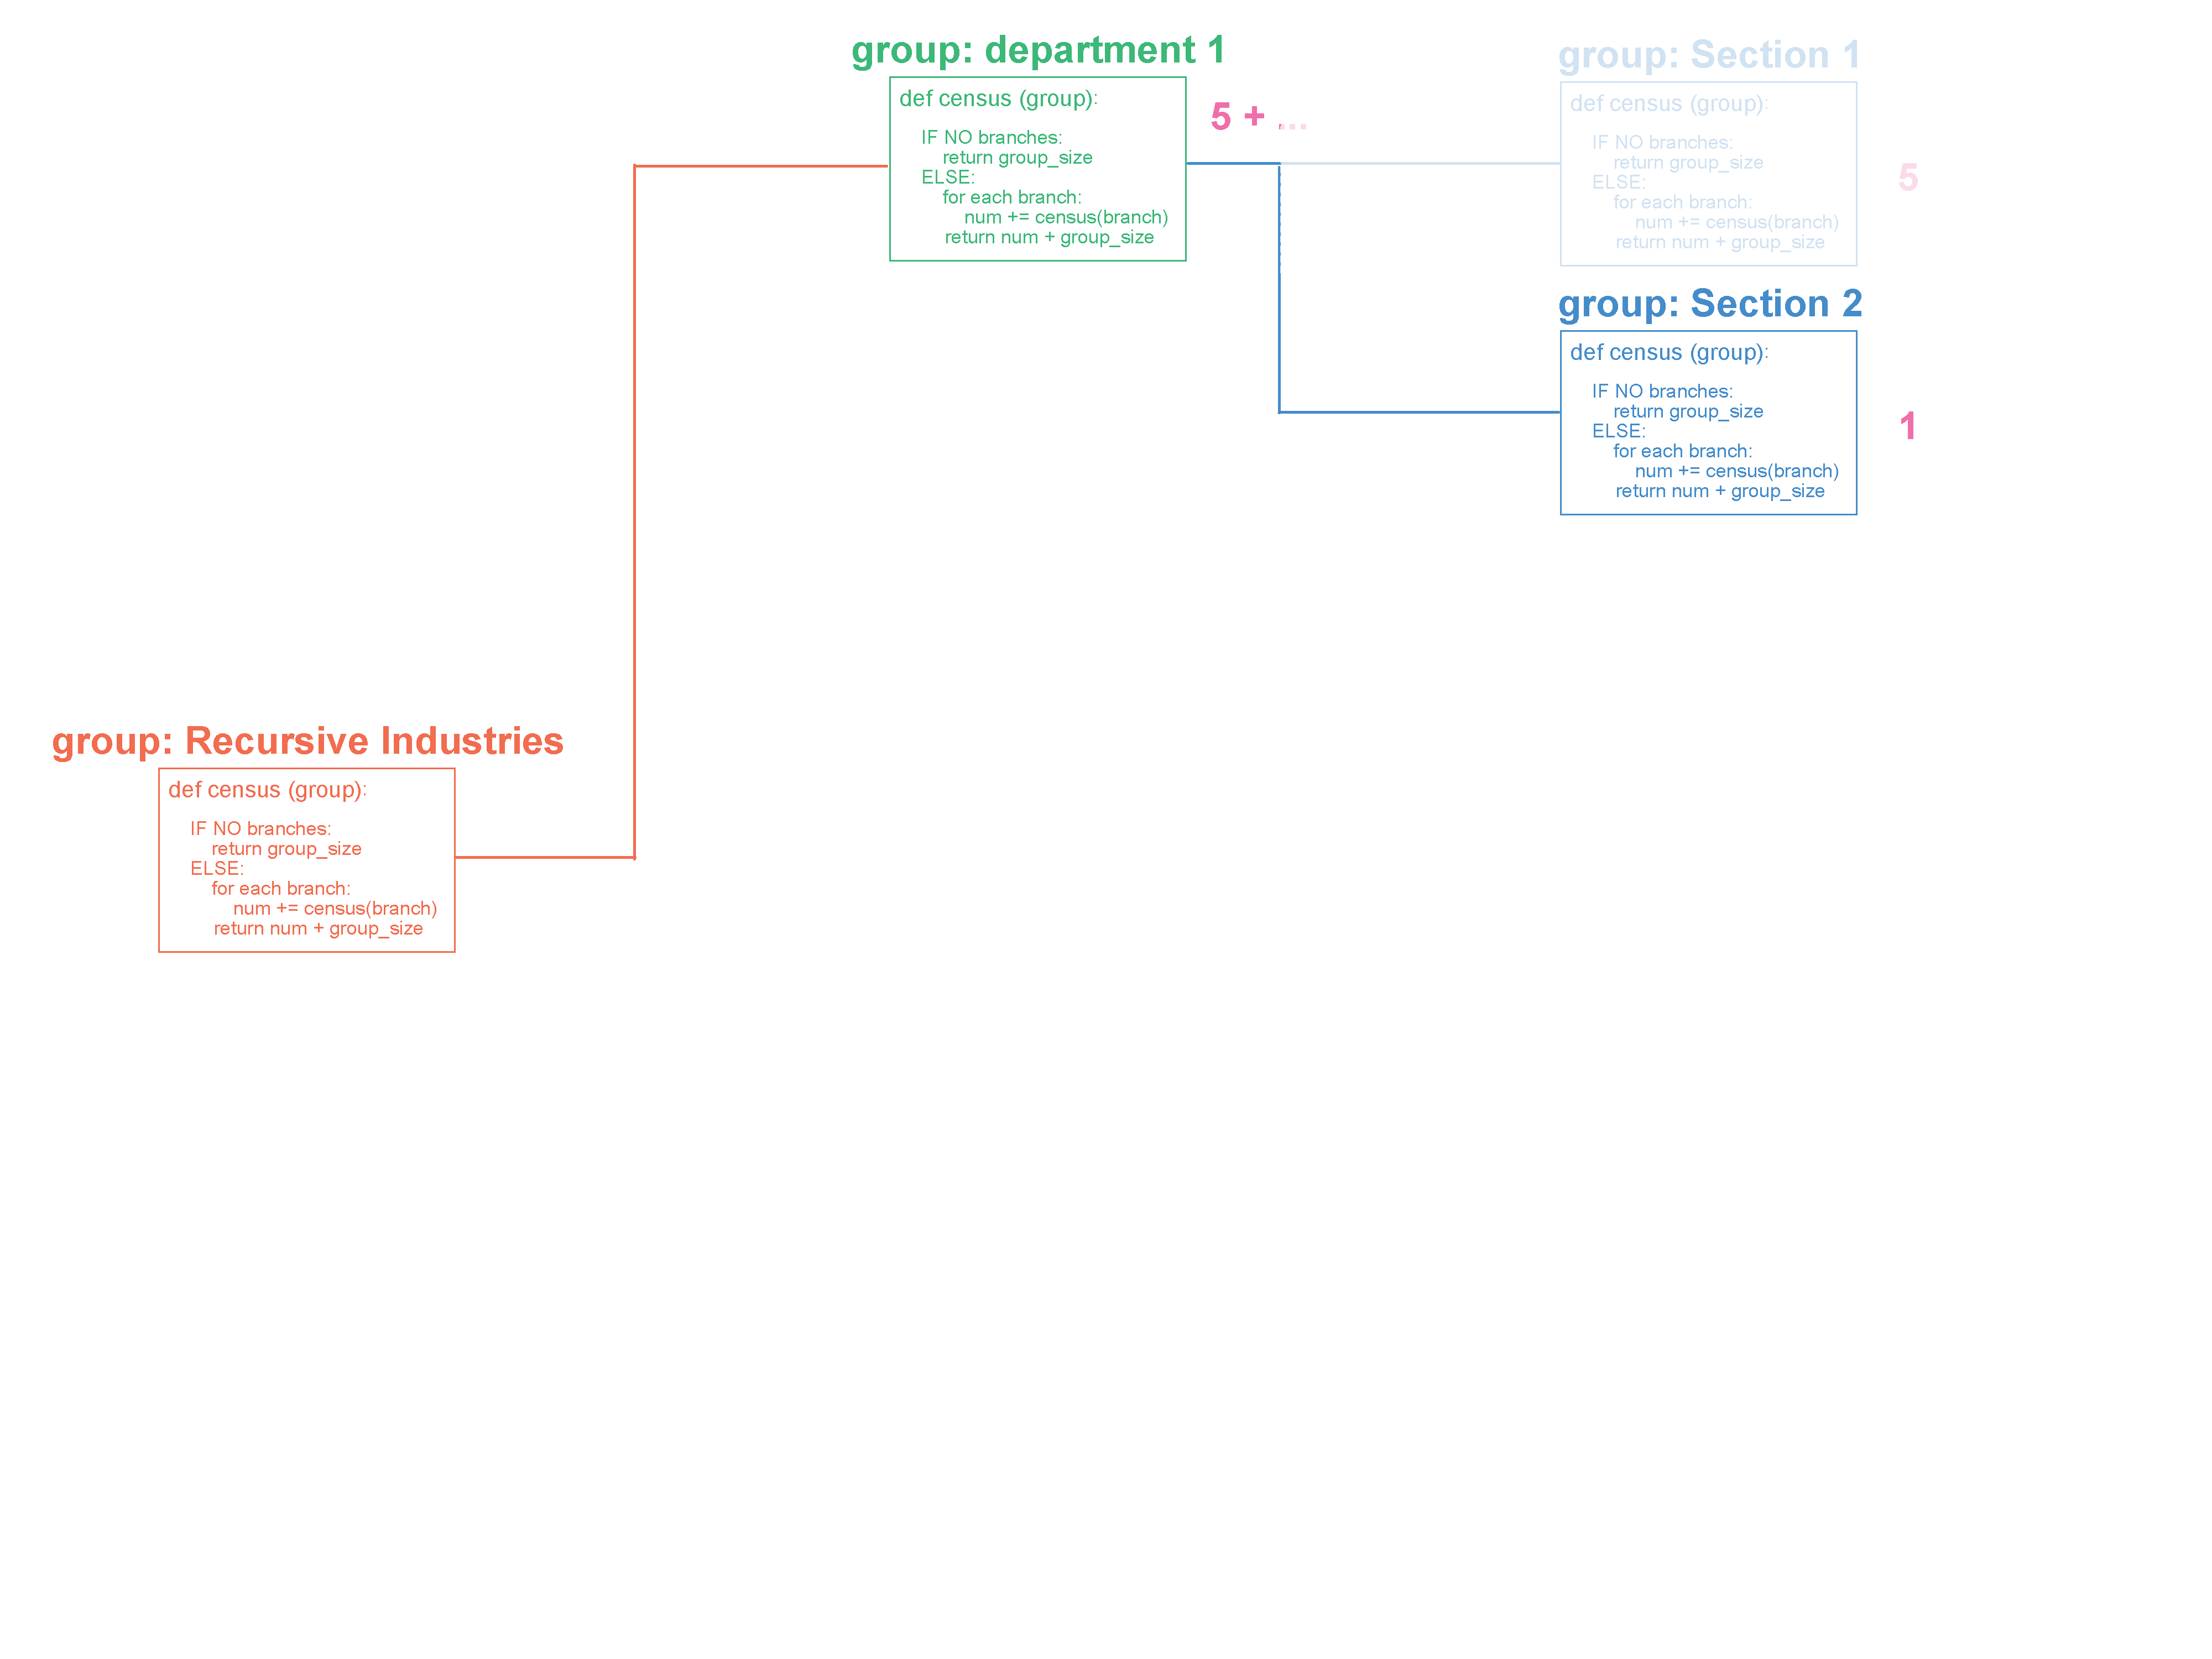 group: department 1
def census (group):
IF NO branches:
return group_size
ELSE:
for each branch:
num += census(branch)
return num + group_size
5 + ...
group: Section 1
def census (group):
IF NO branches:
return group_size
ELSE:
for each branch:
num += census(branch)
return num + group_size
5
group: Section 2
def census (group):
IF NO branches:
return group_size
ELSE:
for each branch:
num += census(branch)
return num + group_size
1
group: Recursive Industries
def census (group):
IF NO branches:
return group_size
ELSE:
for each branch:
num += census(branch)
return num + group_size